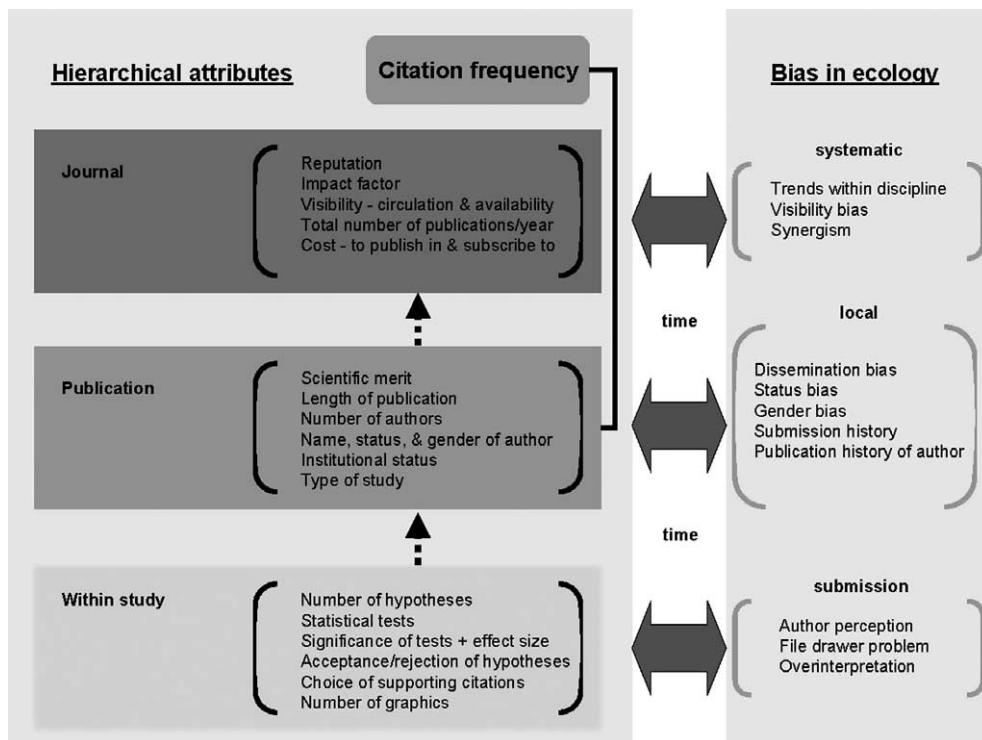 Hierarchical attributes
Citation frequency
Journal
Reputation
Impact factor
Visibility - circulation & availability
Total number of publications/year
Cost - to publish in & subscribe to
Publication
Scientific merit
Length of publication
Number of authors
Name, status, & gender of author
Institutional status
Type of study
Within study
Number of hypotheses
Statistical tests
Significance of tests + effect size
Acceptance/rejection of hypotheses
Choice of supporting citations
Number of graphics
time
time
Bias in ecology
systematic
Trends within discipline
Visibility bias
Synergism
local
Dissemination bias
Status bias
Gender bias
Submission history
Publication history of author
submission
Author perception
File drawer problem
Overinterpretation